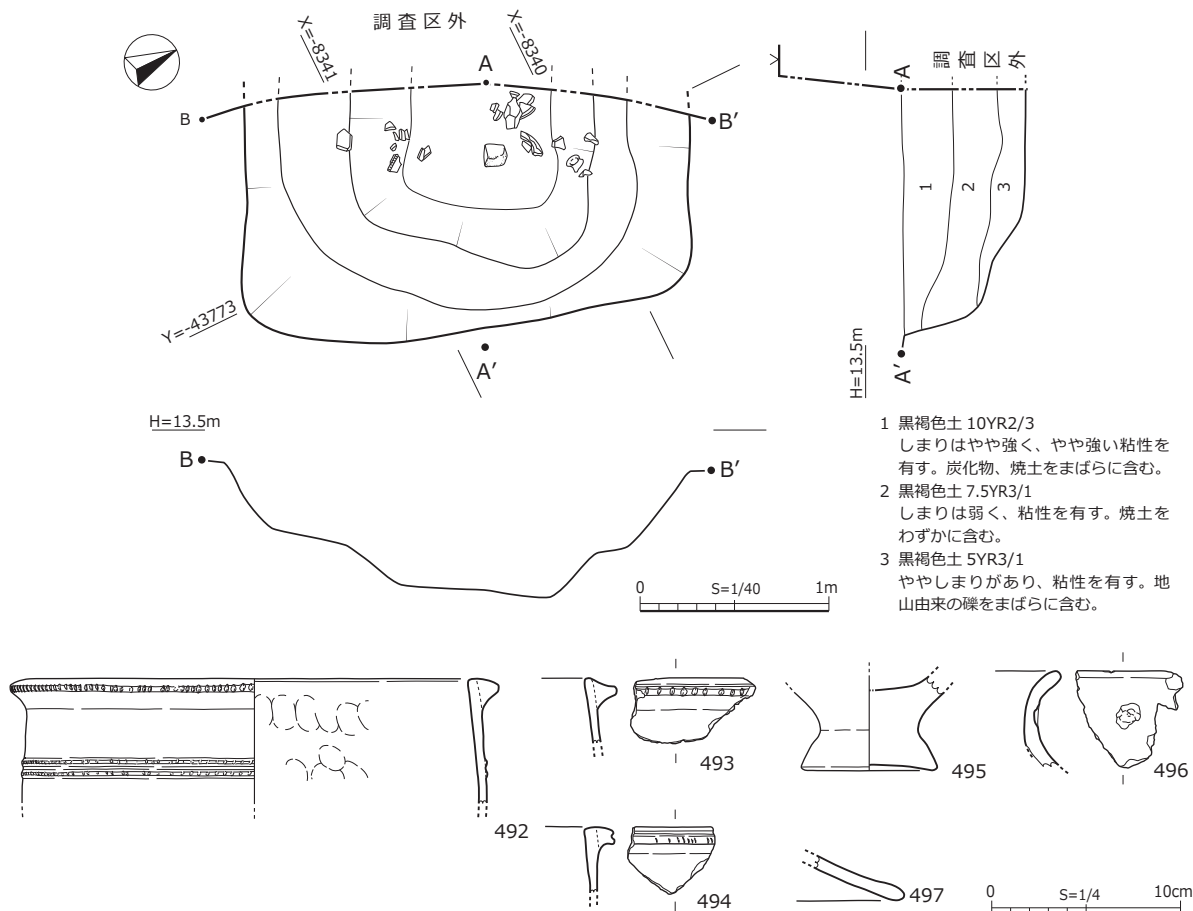 調査区外
X=-8341
X=-8340
A
B
B′
Y=-43773
A′
調査区外
A
1
2
3
A′
H=13.5m
H=13.5m
B
B′
0
S=1/40
1m
1 黒褐色土 10YR2/3
しまりはやや強く、やや強い粘性を
有す。炭化物、焼土をまばらに含む。
2 黒褐色土 7.5YR3/1
しまりは弱く、粘性を有す。焼土を
わずかに含む。
3 黒褐色土 5YR3/1
ややしまりがあり、粘性を有す。地
山由来の礫をまばらに含む。
492
493
494
495
496
497
0
S=1/4
10cm